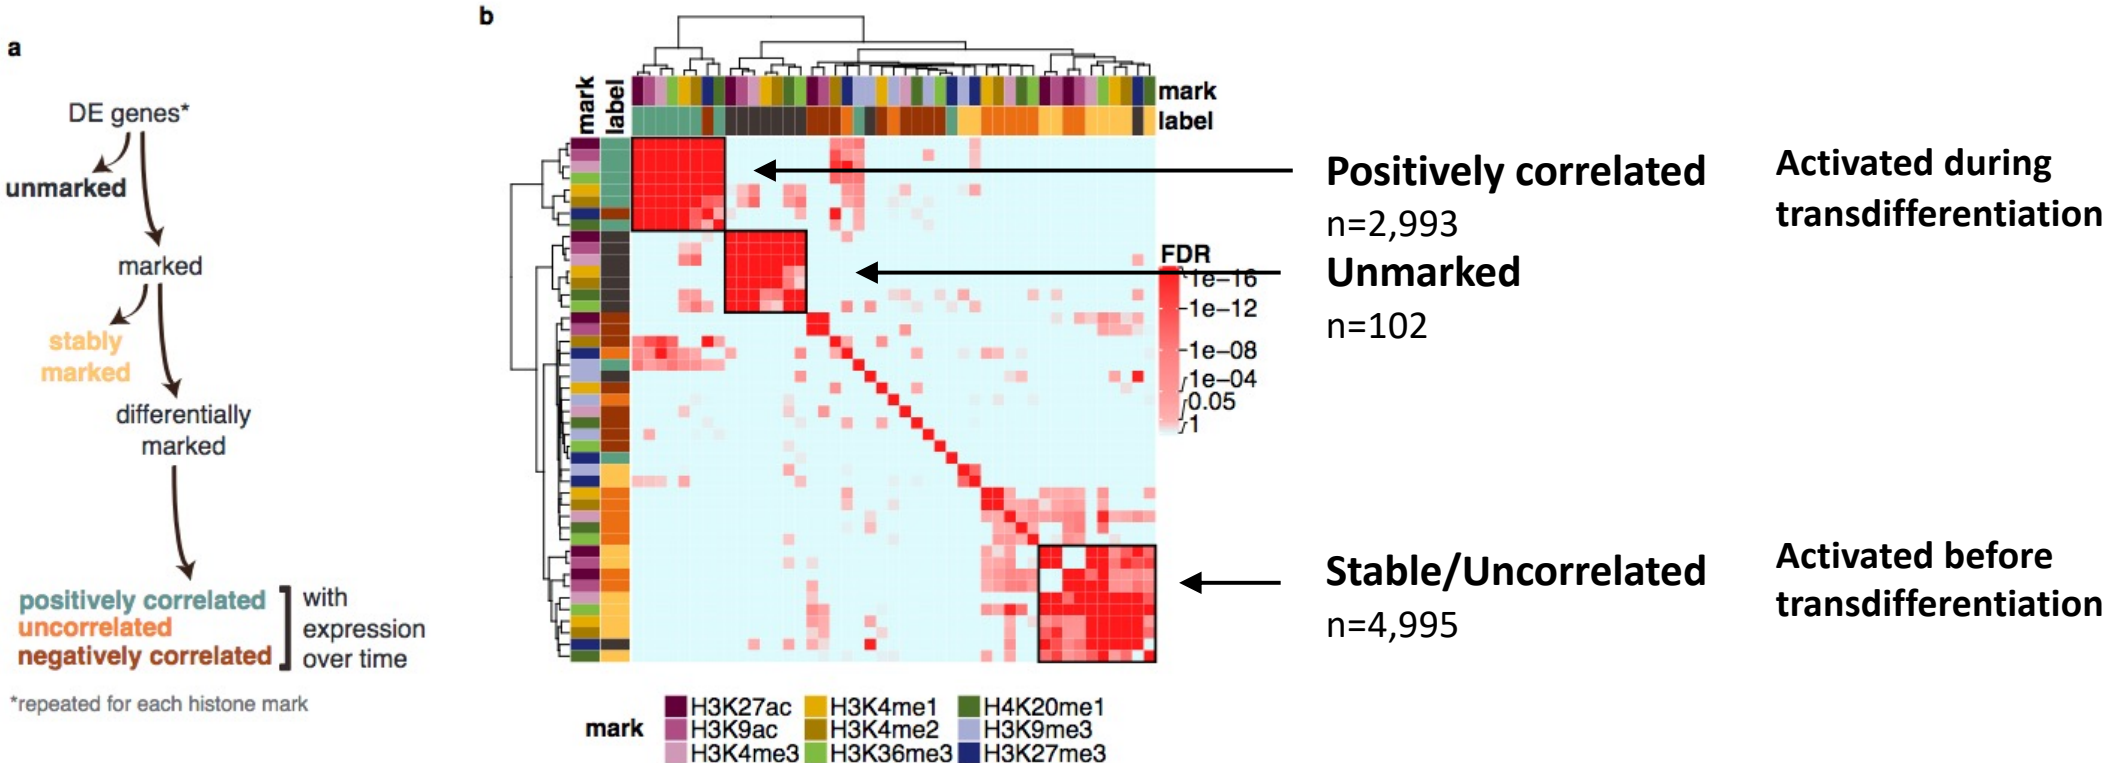 a
DE genes*
unmarked
marked
stably
marked
differentially
marked
positively correlated
uncorrelated
negatively correlated
with
expression
over time
*repeated for each histone mark
b
mark
label
mark
label
FDR
1e−16
1e−12
1e−08
1e−04
0.05
1
mark
H3K27ac
H3K9ac
H3K4me3
H3K4me1
H3K4me2
H3K36me3
H4K20me1
H3K9me3
H3K27me3
Positively correlated
n=2,993
Activated during
transdifferentiation
Unmarked
n=102
Stable/Uncorrelated
n=4,995
Activated before
transdifferentiation